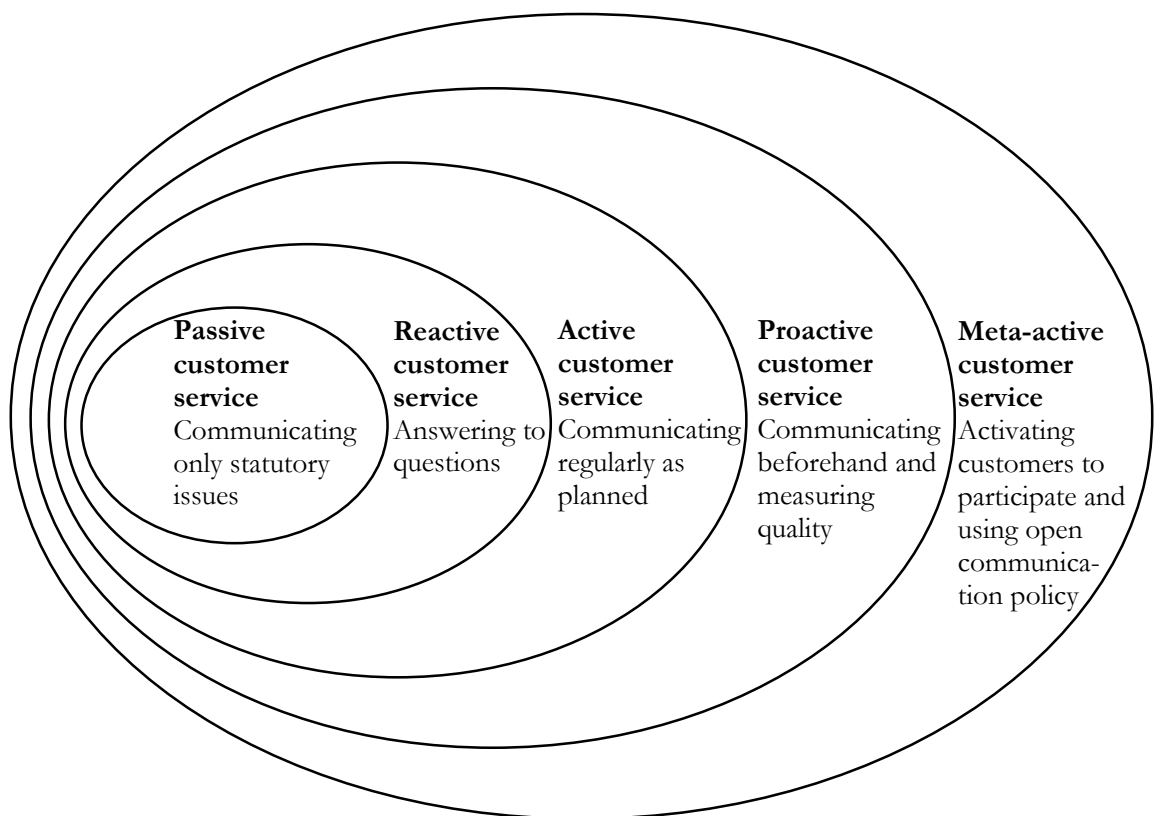 Passive
customer
service
Communicating
only statutory
issues
Reactive
customer
service
Answering to
questions
Active
customer
service
Communicating
regularly as
planned
Proactive
customer
service
Communicating
beforehand and
measuring
quality
Meta-active
customer
service
Activating
customers to
participate and
using open
communica-
tion policy